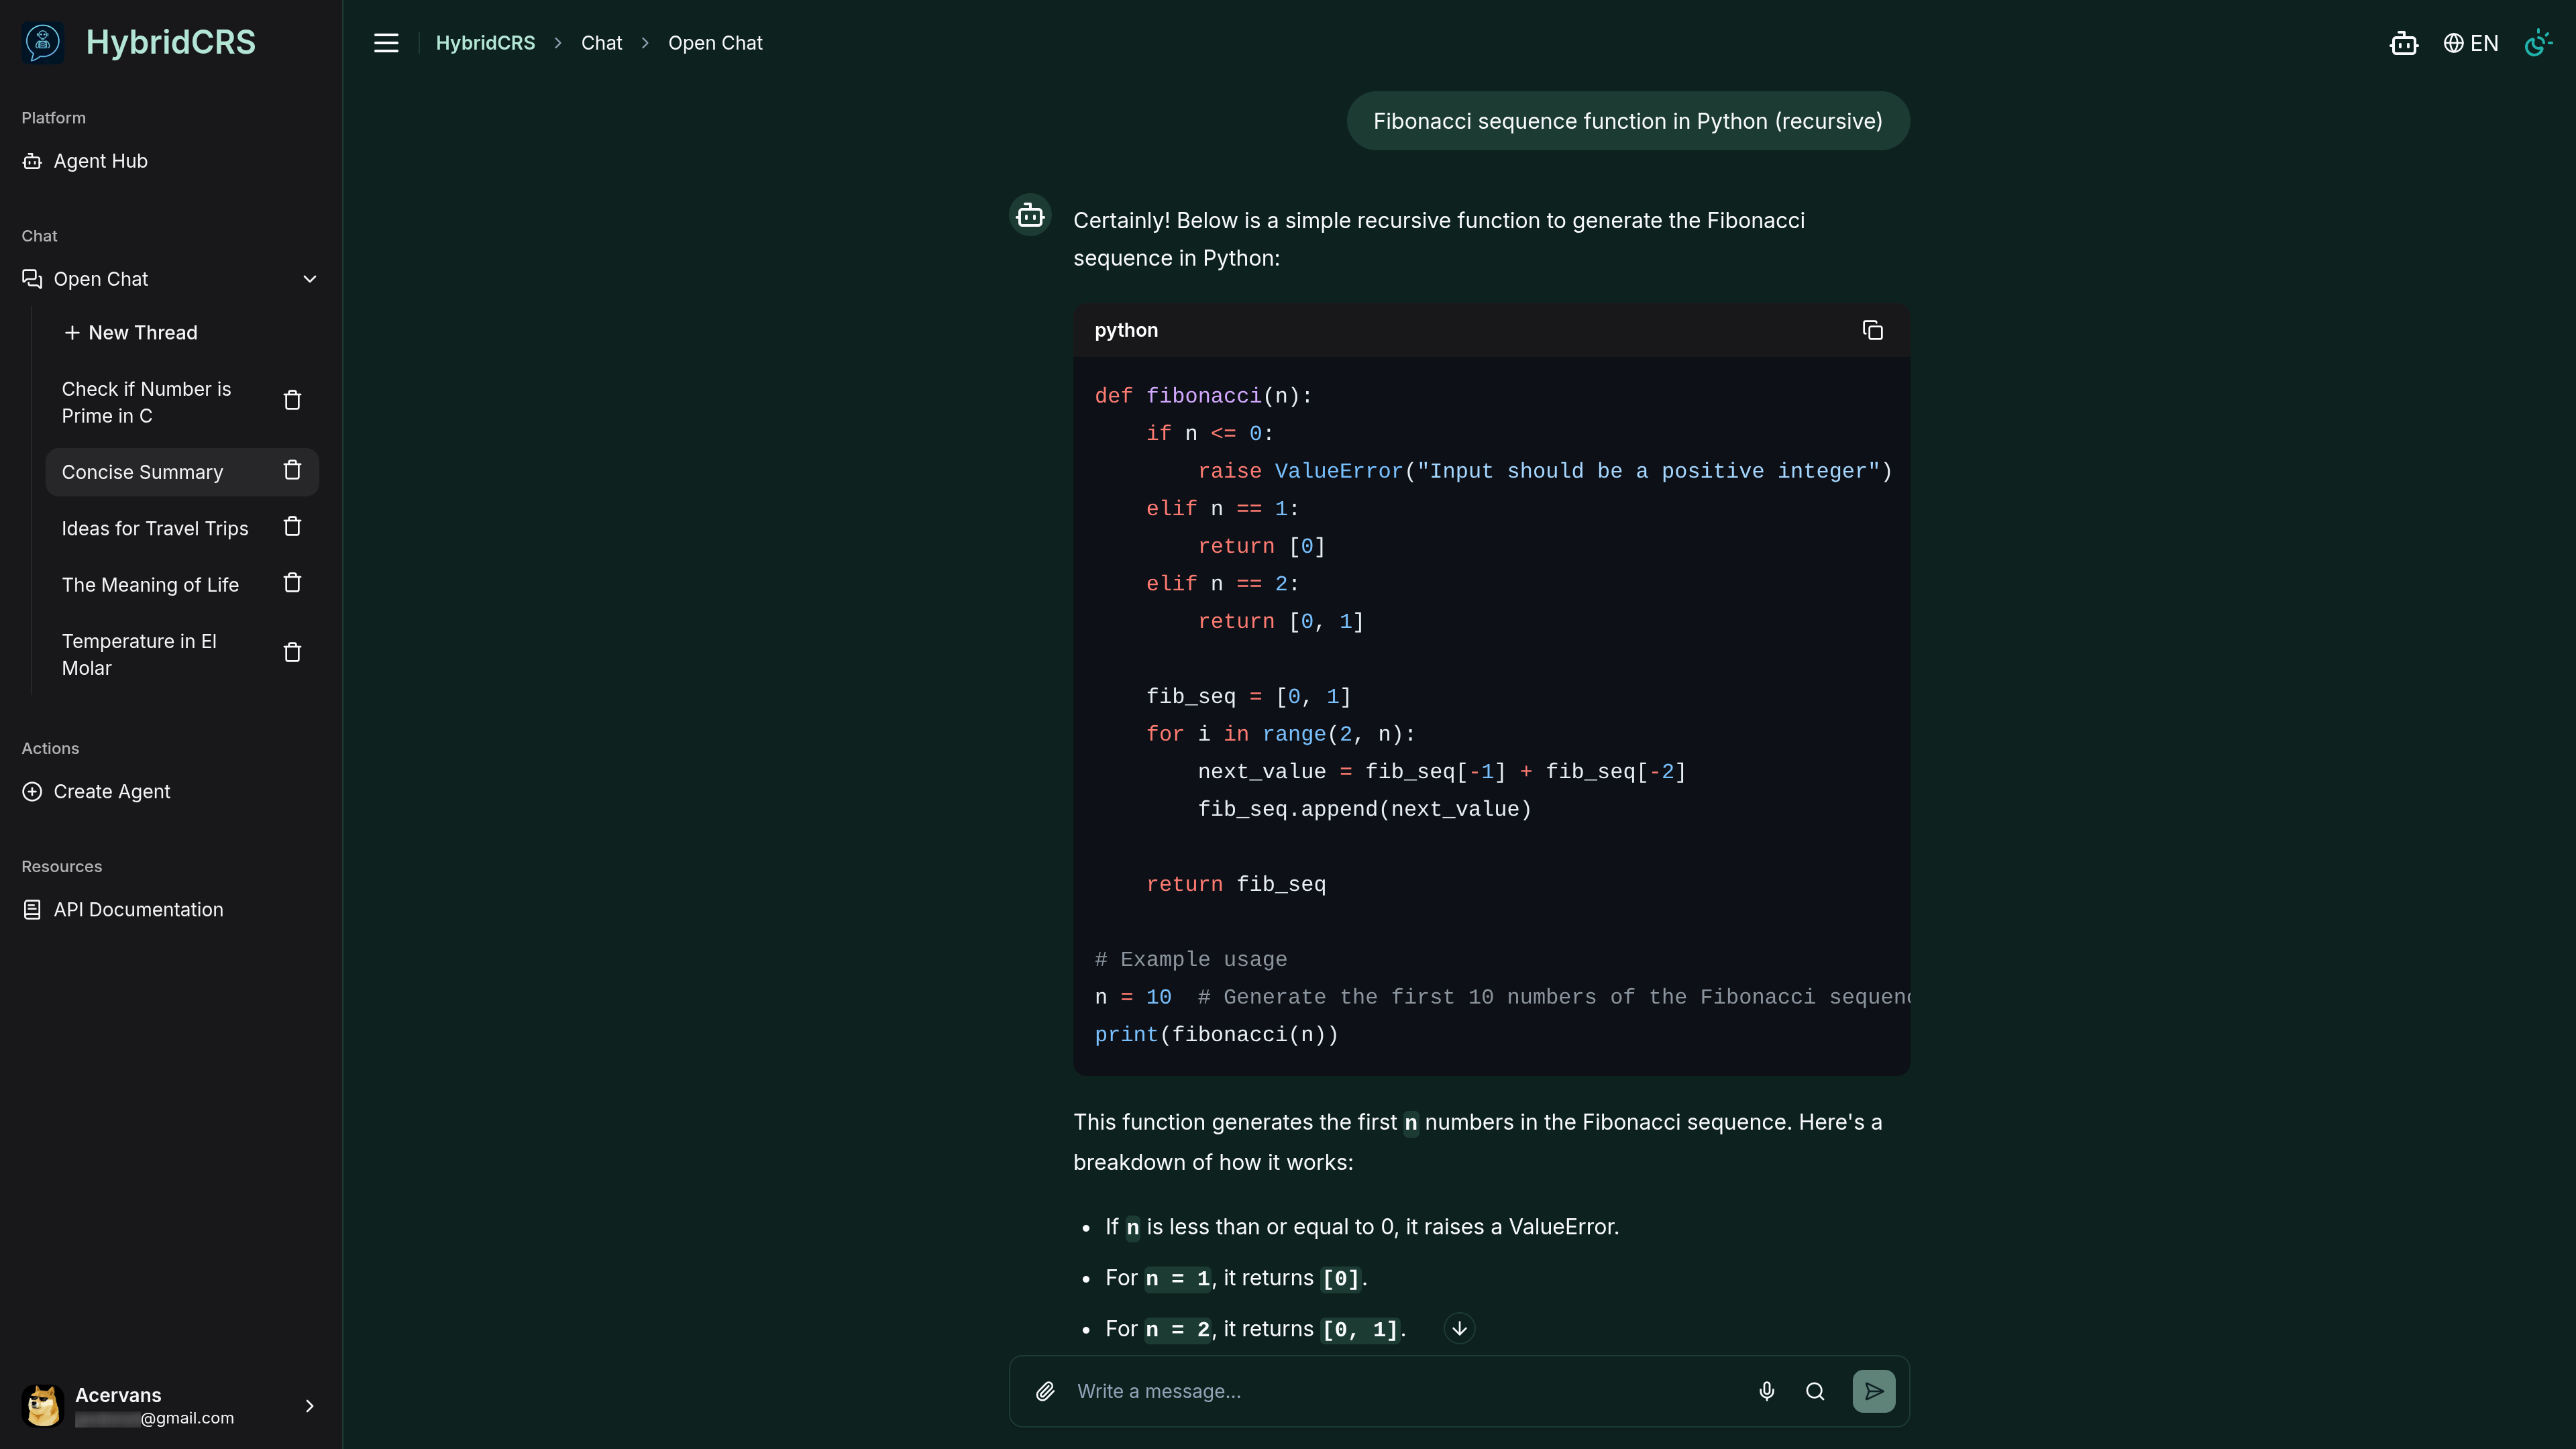 HybridCRS
Platform
Agent Hub
Chat
Open Chat
New Thread
Check if Number is
Prime in C
Concise Summary
Ideas for Travel Trips
The Meaning of Life
Temperature in El
Molar
Actions
Create Agent
Resources
API Documentation
Acervans
@gmail.com
HybridCRS > Chat > Open Chat
EN
Fibonacci sequence function in Python (recursive)
Certainly! Below is a simple recursive function to generate the Fibonacci
sequence in Python:
python
def fibonacci(n):
    if n <= 0:
        raise ValueError("Input should be a positive integer")
    elif n == 1:
        return [0]
    elif n == 2:
        return [0, 1]
    fib_seq = [0, 1]
    for i in range(2, n):
        next_value = fib_seq[-1] + fib_seq[-2]
        fib_seq.append(next_value)
    return fib_seq
# Example usage
n = 10  # Generate the first 10 numbers of the Fibonacci sequenc
print(fibonacci(n))
This function generates the first n numbers in the Fibonacci sequence. Here's a
breakdown of how it works:
• If n is less than or equal to 0, it raises a ValueError.
• For n = 1, it returns [0].
• For n = 2, it returns [0, 1].
Write a message...